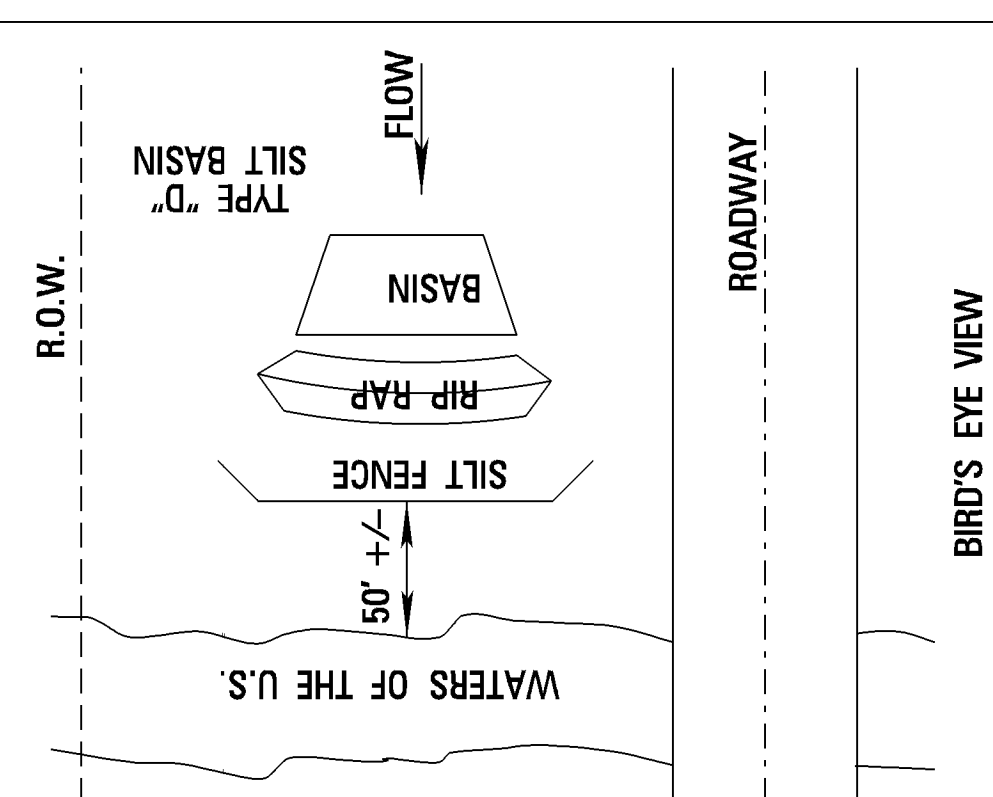 FLOW
SILT BASIN
TYPE "D"
ROADWAY
R.O.W.
BASIN
BIRD'S EYE VIEW
RIP RAP
SILT FENCE
50' +/-
WATERS OF THE U.S.